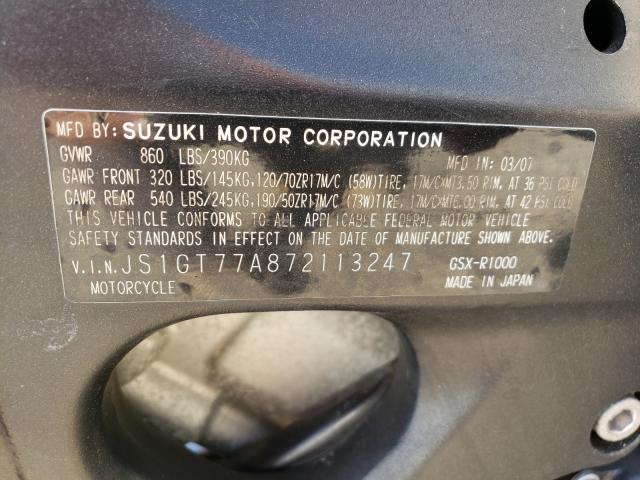 MFD BY: SUZUKI MOTOR CORPORATION
GVWR 860 LBS/390KG MFD IN: 03/07
GAWR FRONT 320 LBS/145KG,120/70ZR17M/C (58W)TIRE, 17M/C×MT3.50 RIM, AT 36 PSI COLD
GAWR REAR 540 LBS/245KG,190/50ZR17M/C (73W)TIRE, 17M/C×MT6.00 RIM, AT 42 PSI COLD
THIS VEHICLE CONFORMS TO ALL APPLICABLE FEDERAL MOTOR VEHICLE
SAFETY STANDARDS IN EFFECT ON THE DATE OF MANUFACTURE SHOWN ABOVE.
V.I.N. JS1GT77A872113247 GSX-R1000
MOTORCYCLE MADE IN JAPAN